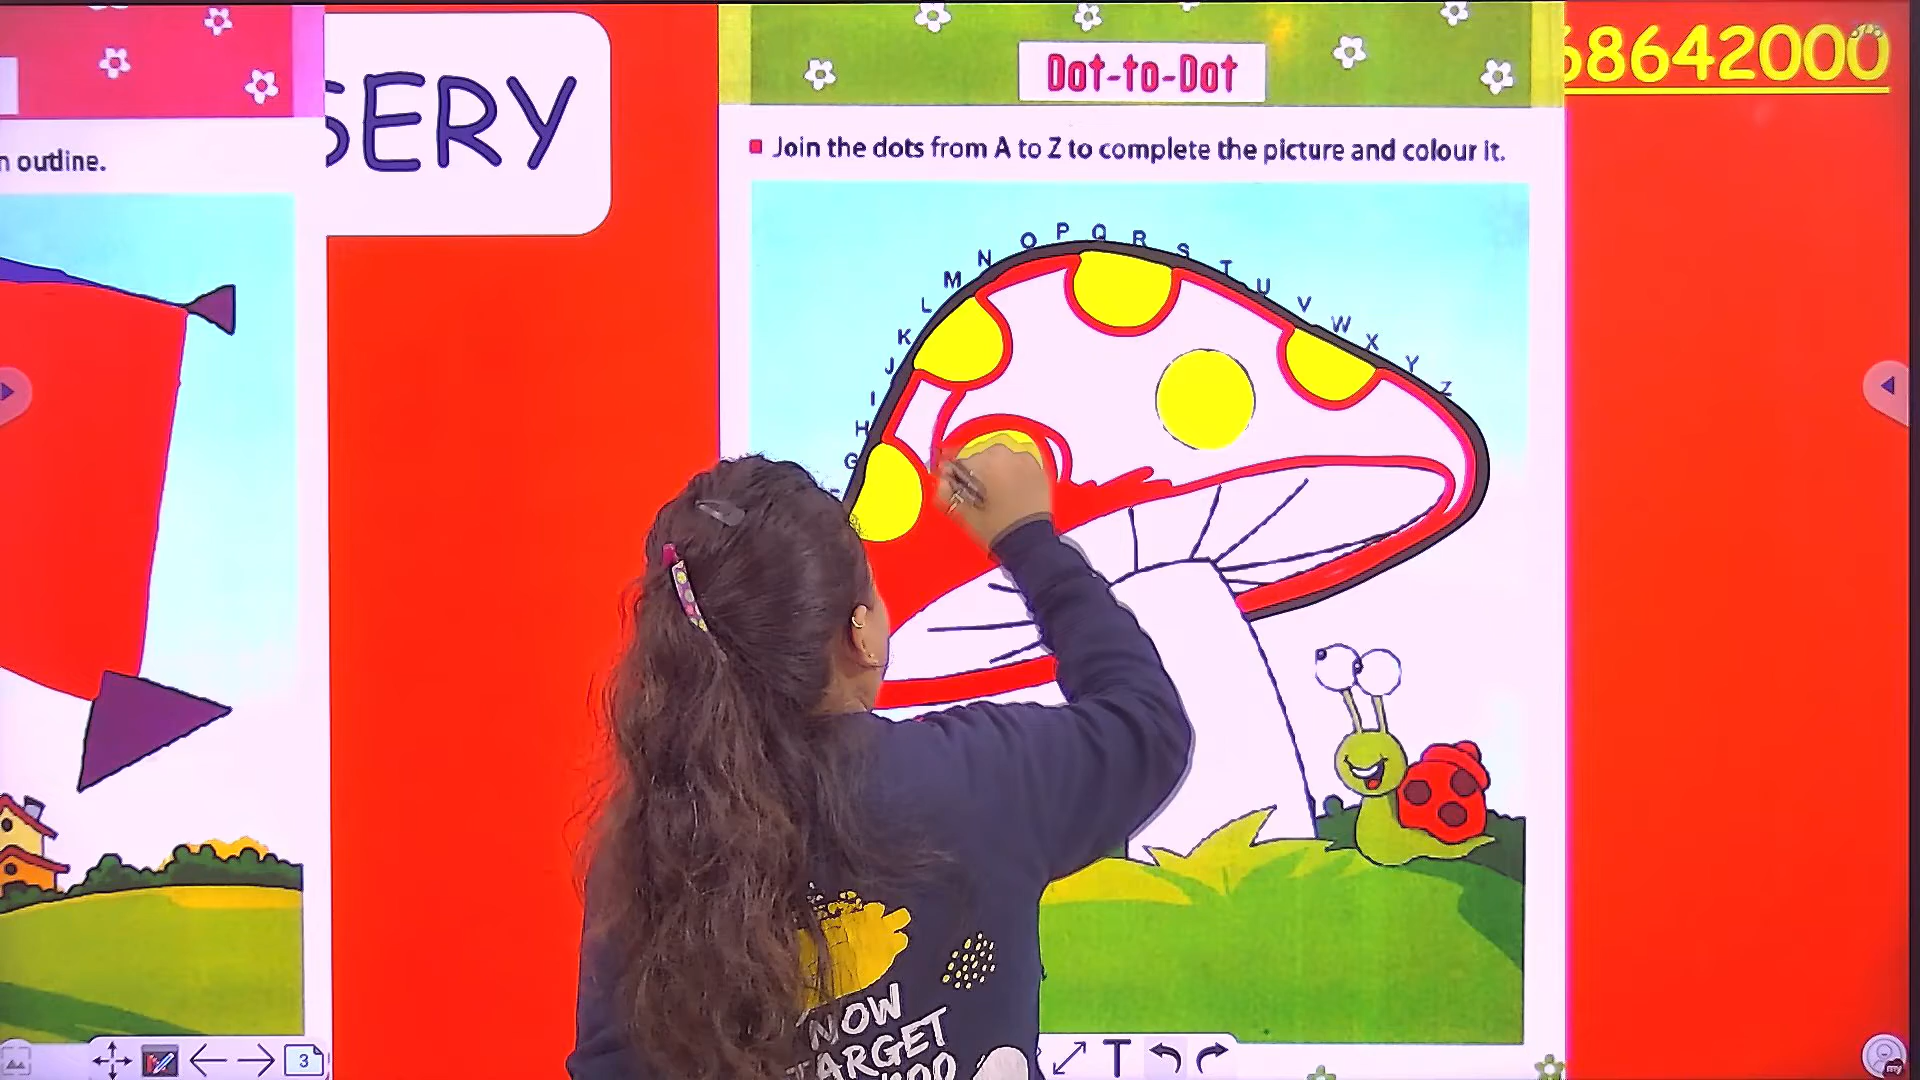 SERY
68642000
Dot-to-Dot
outline.
Join the dots from A to Z to complete the picture and colour it.
G
H
I
J
K
L
M
N
O
P
Q
R
S
T
U
V
W
X
Y
Z
NOW
TARGET
3
T
my